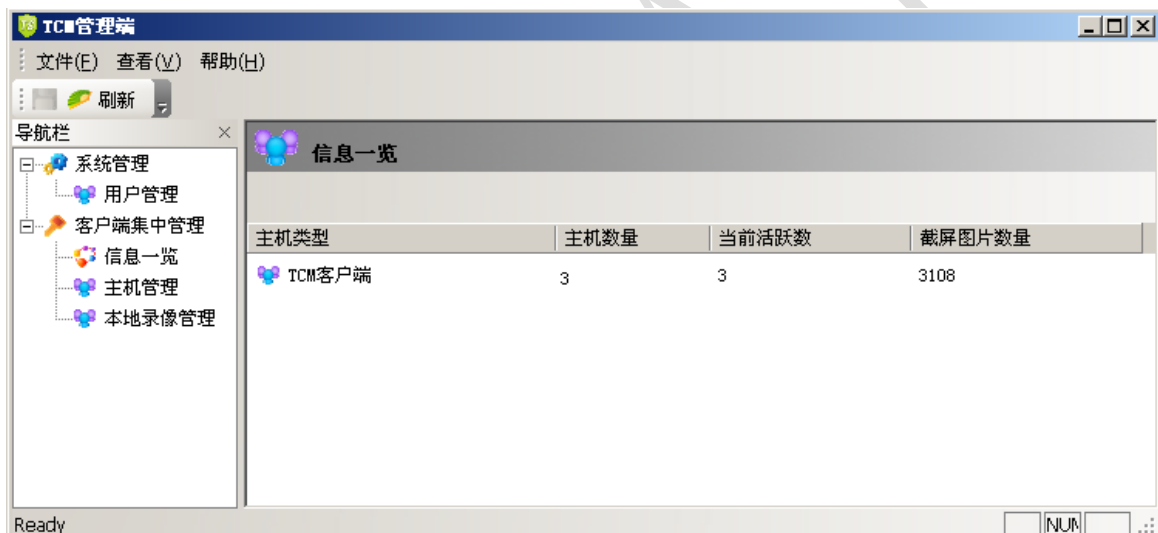 TCM管理端
文件(F) 查看(V) 帮助(H)
刷新
导航栏
系统管理
用户管理
客户端集中管理
信息一览
主机管理
本地录像管理
信息一览
主机类型 主机数量 当前活跃数 截屏图片数量
TCM客户端 3 3 3108
Ready NUM